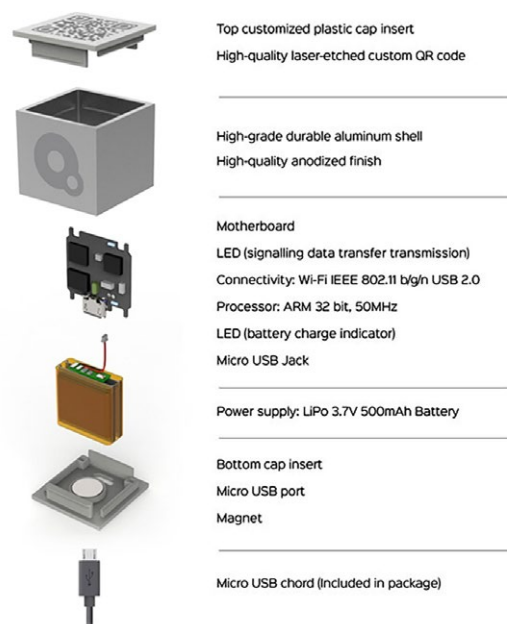 Top customized plastic cap insert
High-quality laser-etched custom QR code
High-grade durable aluminum shell
High-quality anodized finish
Motherboard
LED (signalling data transfer transmission)
Connectivity: Wi-Fi IEEE 802.11 b/g/n USB 2.0
Processor: ARM 32 bit, 50MHz
LED (battery charge indicator)
Micro USB Jack
Power supply: LiPo 3.7V 500mAh Battery
Bottom cap insert
Micro USB port
Magnet
Micro USB chord (Included in package)